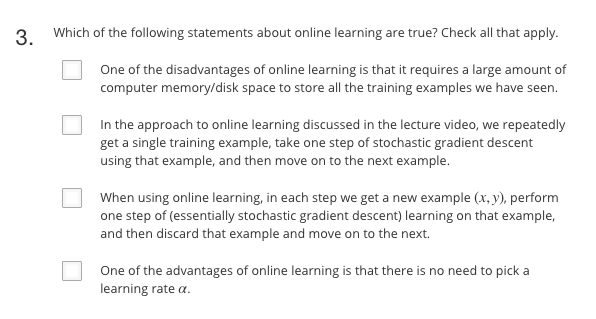 3. Which of the following statements about online learning are true? Check all that apply.
One of the disadvantages of online learning is that it requires a large amount of
computer memory/disk space to store all the training examples we have seen.
In the approach to online learning discussed in the lecture video, we repeatedly
get a single training example, take one step of stochastic gradient descent
using that example, and then move on to the next example.
When using online learning, in each step we get a new example (x, y), perform
one step of (essentially stochastic gradient descent) learning on that example,
and then discard that example and move on to the next.
One of the advantages of online learning is that there is no need to pick a
learning rate α.